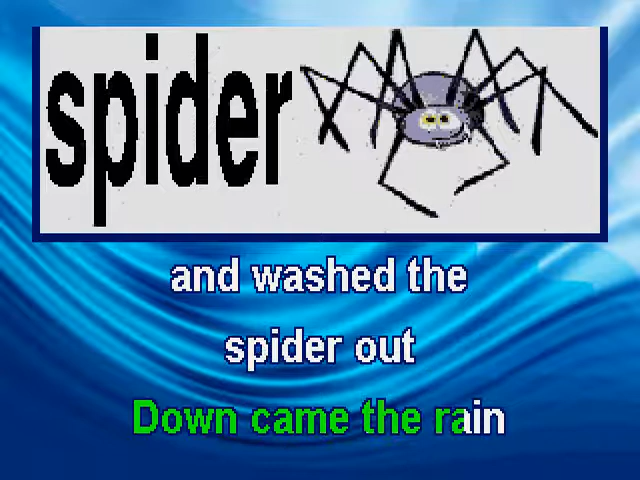 spider
and washed the
spider out
Down came the rain